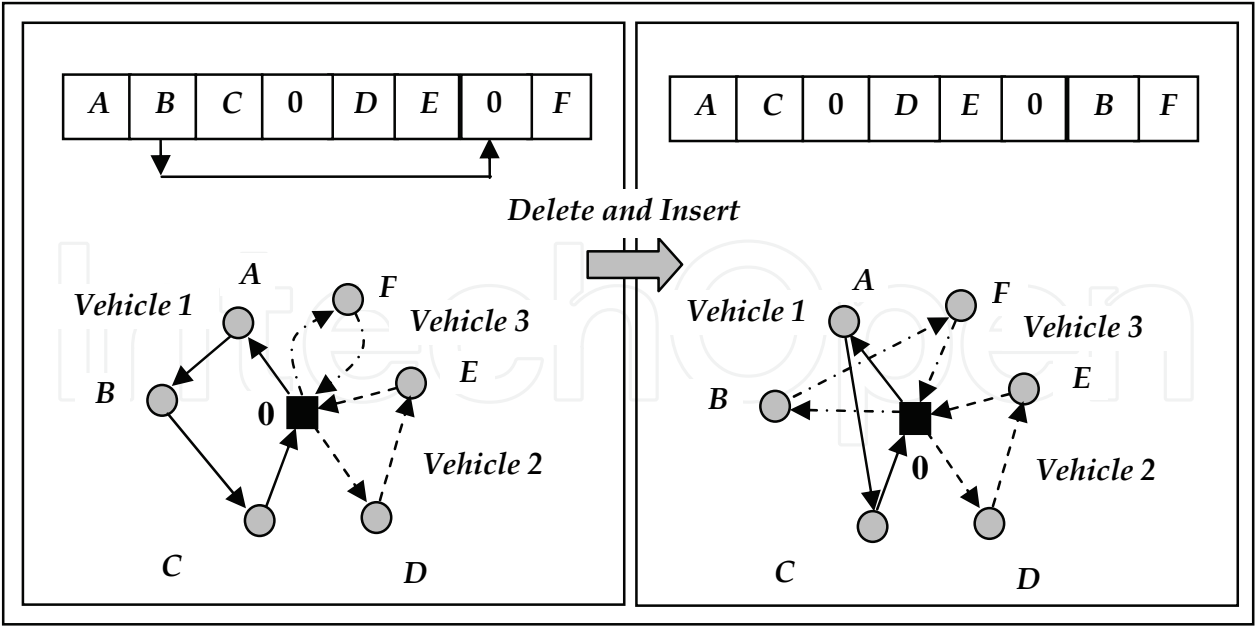 A B C 0 D E 0 F
A C 0 D E 0 B F
Delete and Insert
A
F
Vehicle 1
Vehicle 3
B
E
0
Vehicle 2
C
D
A
F
Vehicle 1
Vehicle 3
B
E
0
Vehicle 2
C
D
InTechOpen